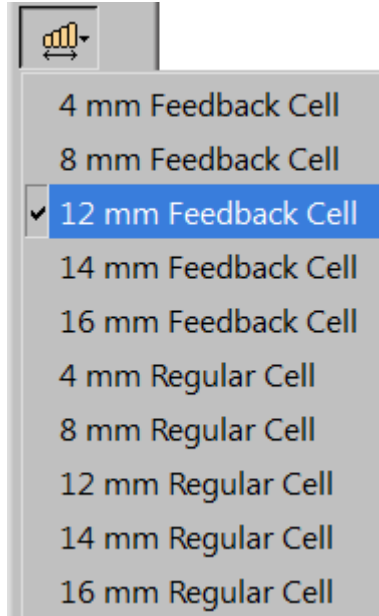 4 mm Feedback Cell
8 mm Feedback Cell
12 mm Feedback Cell
14 mm Feedback Cell
16 mm Feedback Cell
4 mm Regular Cell
8 mm Regular Cell
12 mm Regular Cell
14 mm Regular Cell
16 mm Regular Cell